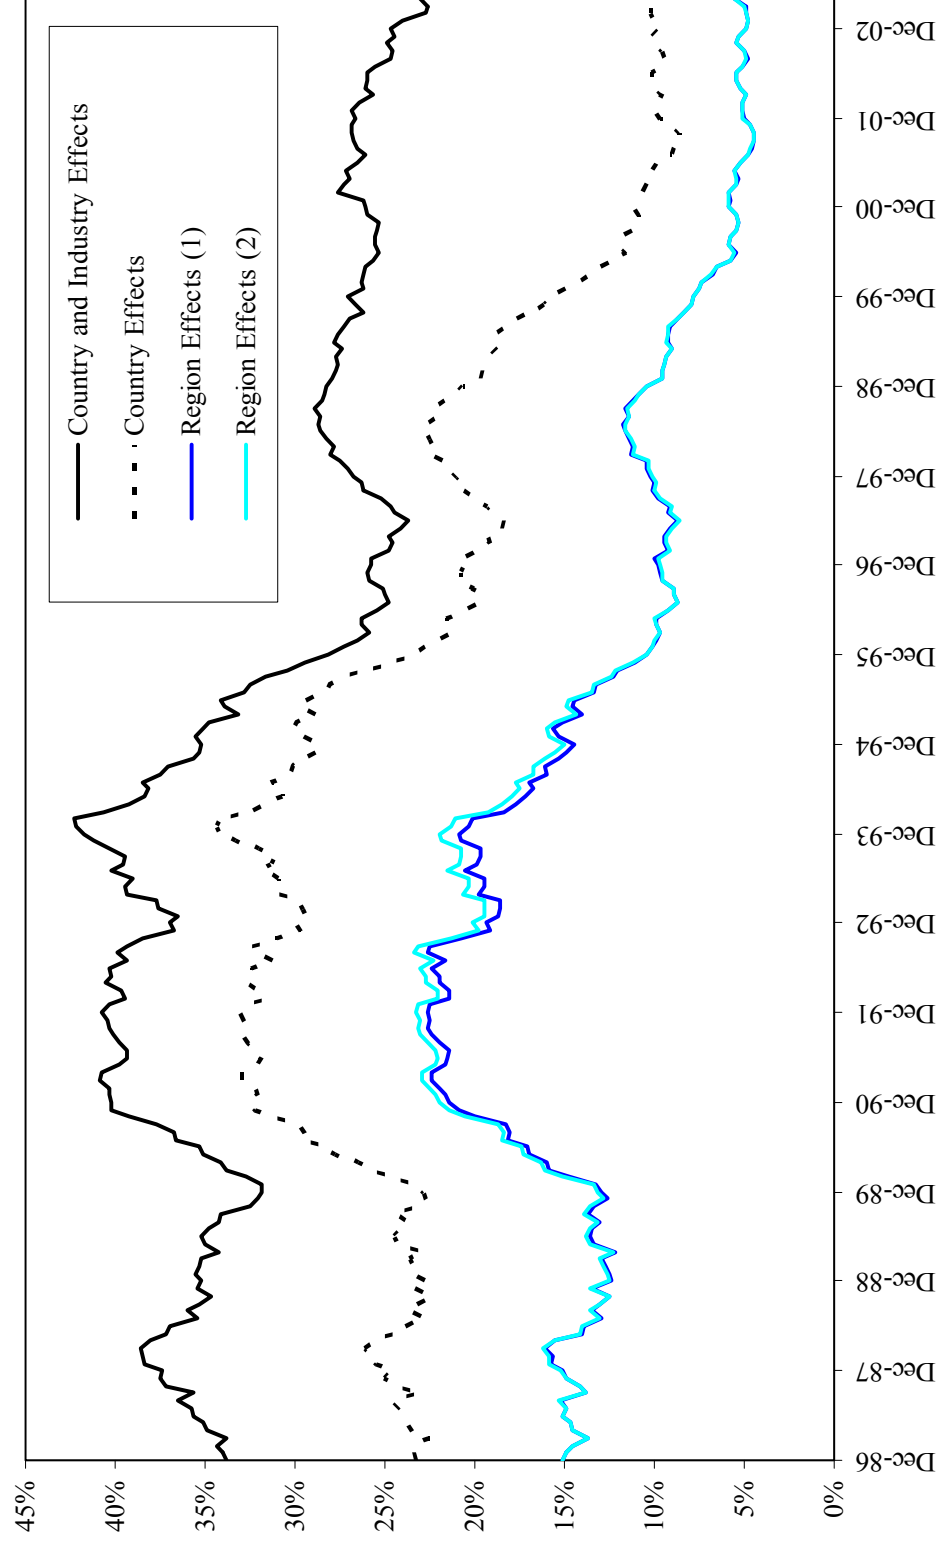 Country and Industry Effects
Country Effects
Region Effects (1)
Region Effects (2)
45%
40%
35%
30%
25%
20%
15%
10%
5%
0%
Dec-86
Dec-87
Dec-88
Dec-89
Dec-90
Dec-91
Dec-92
Dec-93
Dec-94
Dec-95
Dec-96
Dec-97
Dec-98
Dec-99
Dec-00
Dec-01
Dec-02